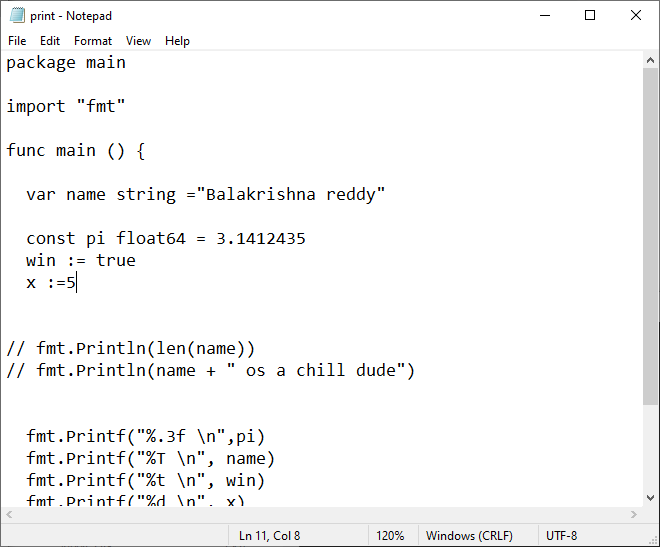 print - Notepad
File Edit Format View Help
package main
import "fmt"
func main () {
var name string ="Balakrishna reddy"
const pi float64 = 3.1412435
win := true
x :=5
// fmt.Println(len(name))
// fmt.Println(name + " os a chill dude")
fmt.Printf("%.3f \n",pi)
fmt.Printf("%T \n", name)
fmt.Printf("%t \n", win)
fmt.Printf("%d \n", x)
Ln 11, Col 8 120% Windows (CRLF) UTF-8